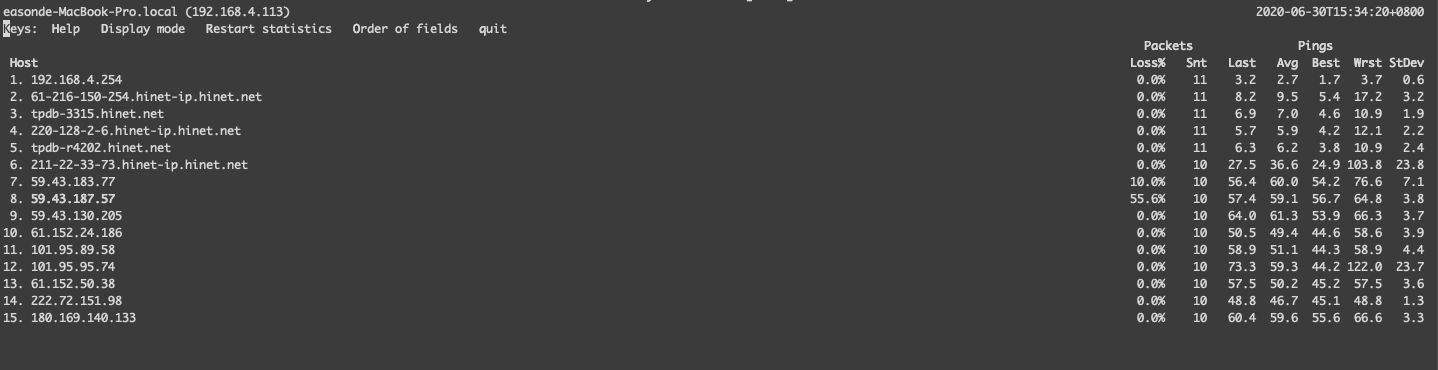 easonde-MacBook-Pro.local (192.168.4.113) 2020-06-30T15:34:20+0800
Keys: Help Display mode Restart statistics Order of fields quit
Packets Pings
Host Loss% Snt Last Avg Best Wrst StDev
1. 192.168.4.254 0.0% 11 3.2 2.7 1.7 3.7 0.6
2. 61-216-150-254.hinet-ip.hinet.net 0.0% 11 8.2 9.5 5.4 17.2 3.2
3. tpdb-3315.hinet.net 0.0% 11 6.9 7.0 4.6 10.9 1.9
4. 220-128-2-6.hinet-ip.hinet.net 0.0% 11 5.7 5.9 4.2 12.1 2.2
5. tpdb-r4202.hinet.net 0.0% 11 6.3 6.2 3.8 10.9 2.4
6. 211-22-33-73.hinet-ip.hinet.net 0.0% 10 27.5 36.6 24.9 103.8 23.8
7. 59.43.183.77 10.0% 10 56.4 60.0 54.2 76.6 7.1
8. 59.43.187.57 55.6% 10 57.4 59.1 56.7 64.8 3.8
9. 59.43.130.205 0.0% 10 64.0 61.3 53.9 66.3 3.7
10. 61.152.24.186 0.0% 10 50.5 49.4 44.6 58.6 3.9
11. 101.95.89.58 0.0% 10 58.9 51.1 44.3 58.9 4.4
12. 101.95.95.74 0.0% 10 73.3 59.3 44.2 122.0 23.7
13. 61.152.50.38 0.0% 10 57.5 50.2 45.2 57.5 3.6
14. 222.72.151.98 0.0% 10 48.8 46.7 45.1 48.8 1.3
15. 180.169.140.133 0.0% 10 60.4 59.6 55.6 66.6 3.3